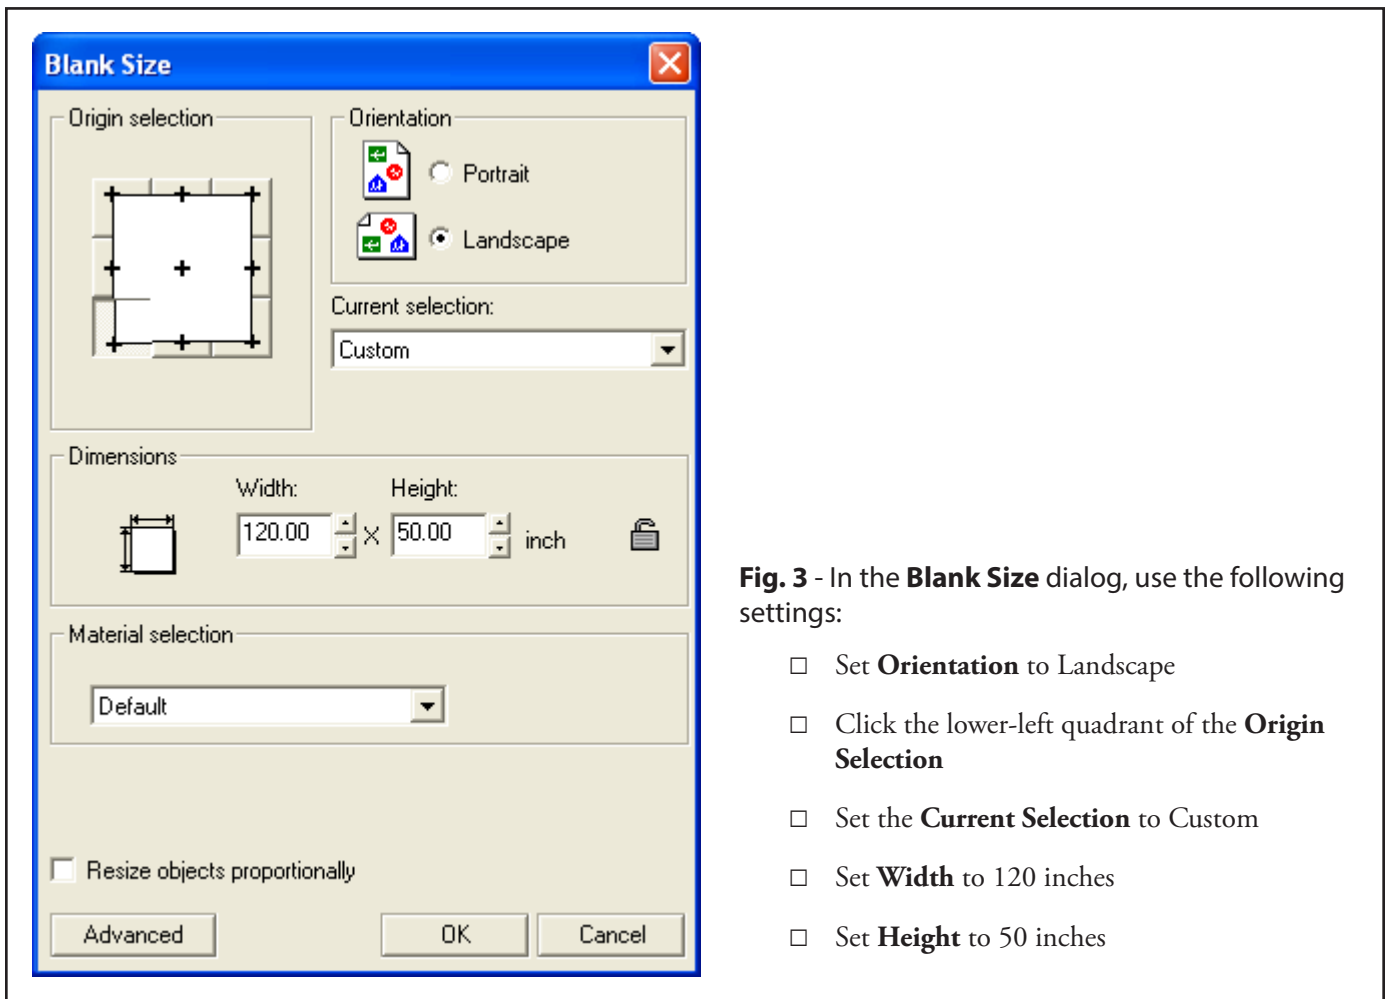 Blank Size
Origin selection
Orientation
Portrait
Landscape
Current selection:
Custom
Dimensions
Width:
Height:
120.00 X 50.00 inch
Material selection
Default
Resize objects proportionally
Advanced
OK
Cancel
Fig. 3 - In the Blank Size dialog, use the following
settings:
□ Set Orientation to Landscape
□ Click the lower-left quadrant of the Origin
Selection
□ Set the Current Selection to Custom
□ Set Width to 120 inches
□ Set Height to 50 inches